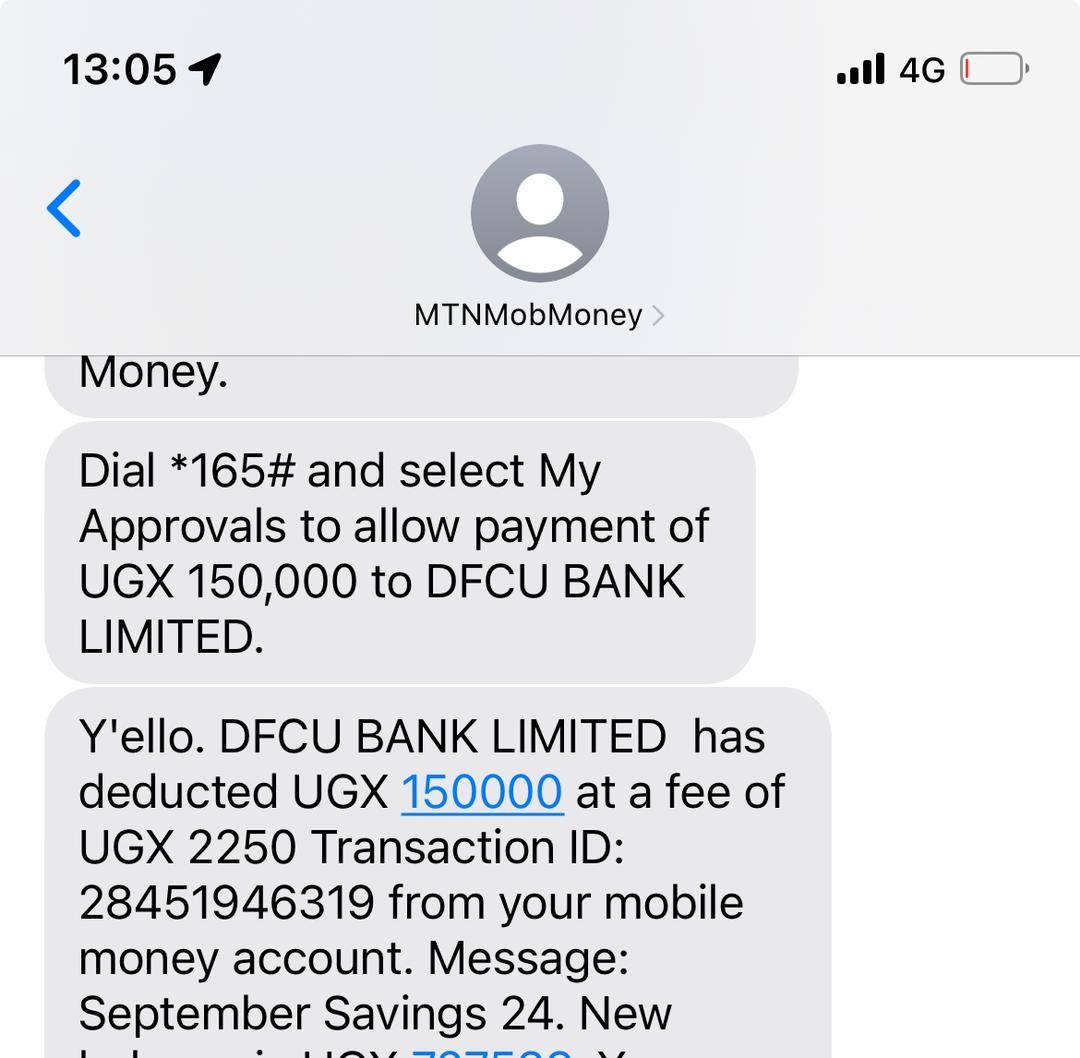 13:05
4G
MTNMobMoney
Money.
Dial *165# and select My
Approvals to allow payment of
UGX 150,000 to DFCU BANK
LIMITED.
Y'ello. DFCU BANK LIMITED  has
deducted UGX 150000 at a fee of
UGX 2250 Transaction ID:
28451946319 from your mobile
money account. Message:
September Savings 24. New
UGX